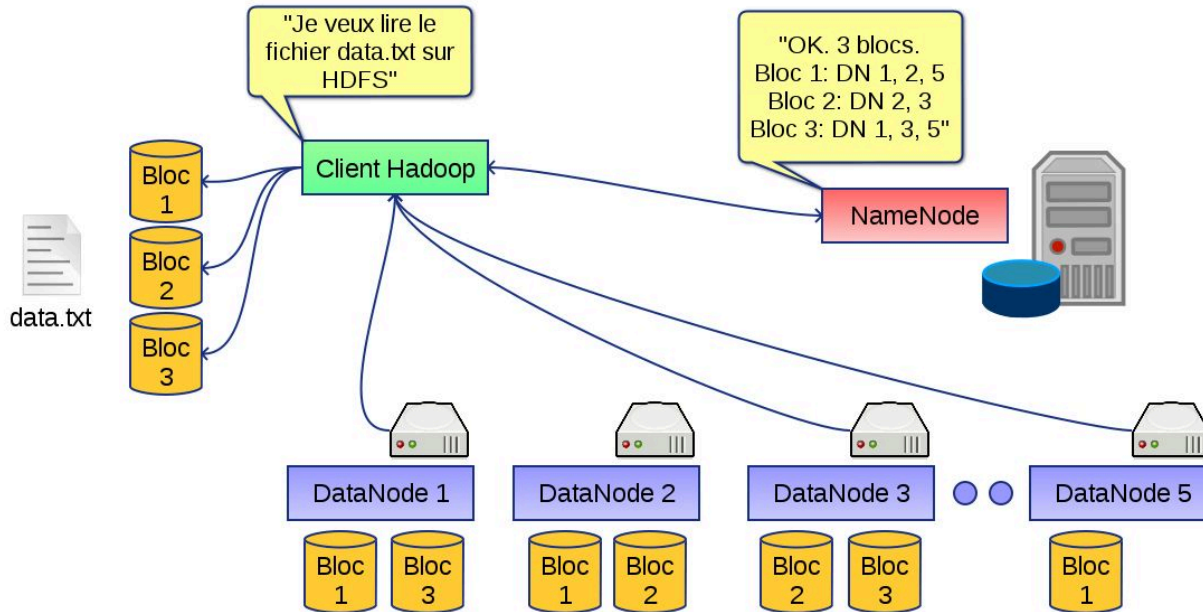 "Je veux lire le
fichier data.txt sur
HDFS"
"OK. 3 blocs.
Bloc 1: DN 1, 2, 5
Bloc 2: DN 2, 3
Bloc 3: DN 1, 3, 5"
Client Hadoop
NameNode
Bloc
1
Bloc
2
Bloc
3
data.txt
DataNode 1
DataNode 2
DataNode 3
DataNode 5
Bloc
1
Bloc
3
Bloc
1
Bloc
2
Bloc
2
Bloc
3
Bloc
1